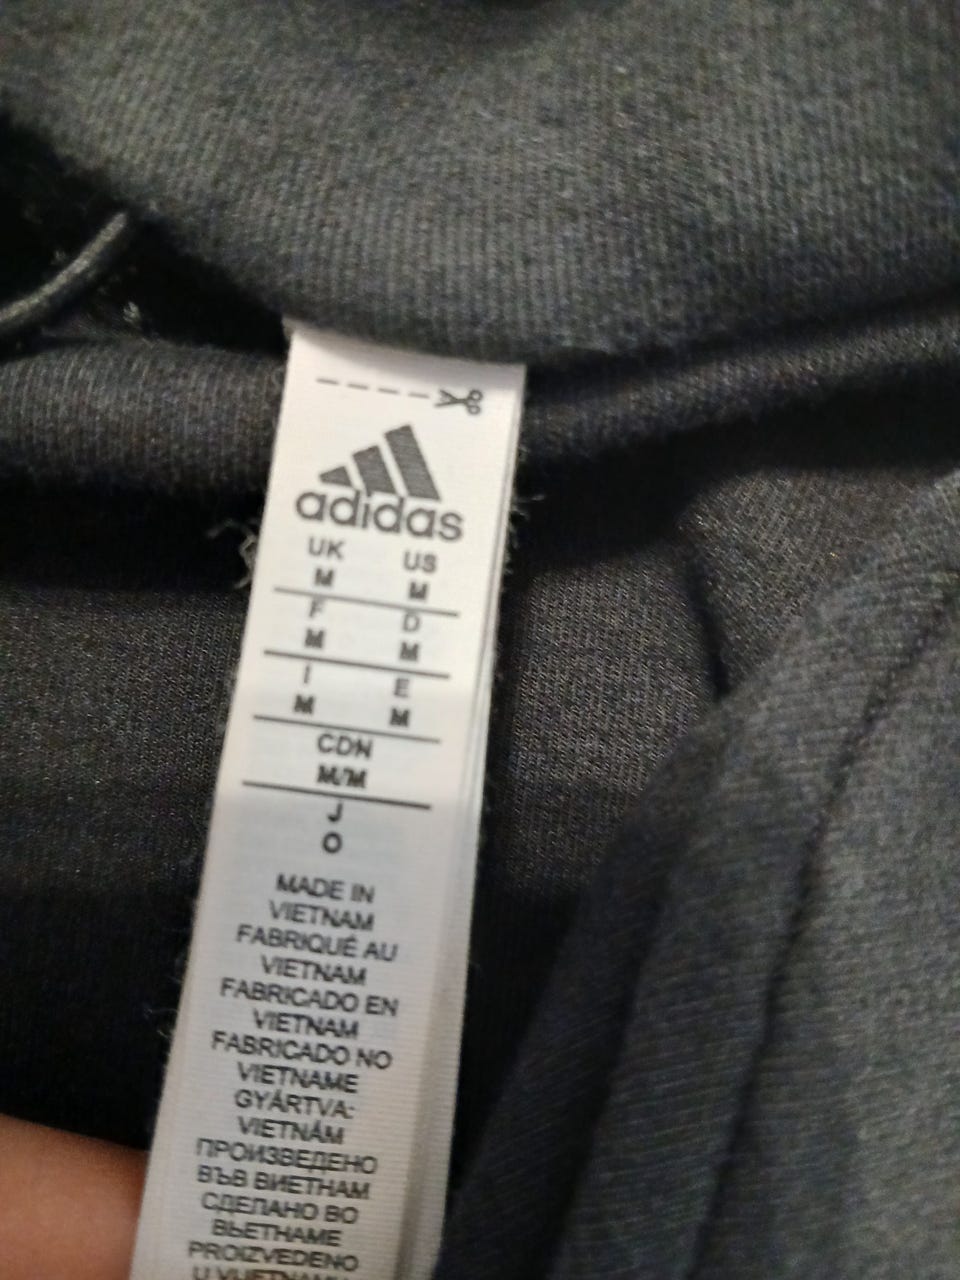 adidas
UK US
M M
F D
M M
I E
M M
CDN
M/M
J
O
MADE IN
VIETNAM
FABRIQUÉ AU
VIETNAM
FABRICADO EN
VIETNAM
FABRICADO NO
VIETNAME
GYÁRTVA:
VIETNÁM
ПРОИЗВЕДЕНО
ВЪВ ВИЕТНАМ
СДЕЛАНО ВО
ВЬЕТНАМЕ
PROIZVEDENO
U VIJETNAMU